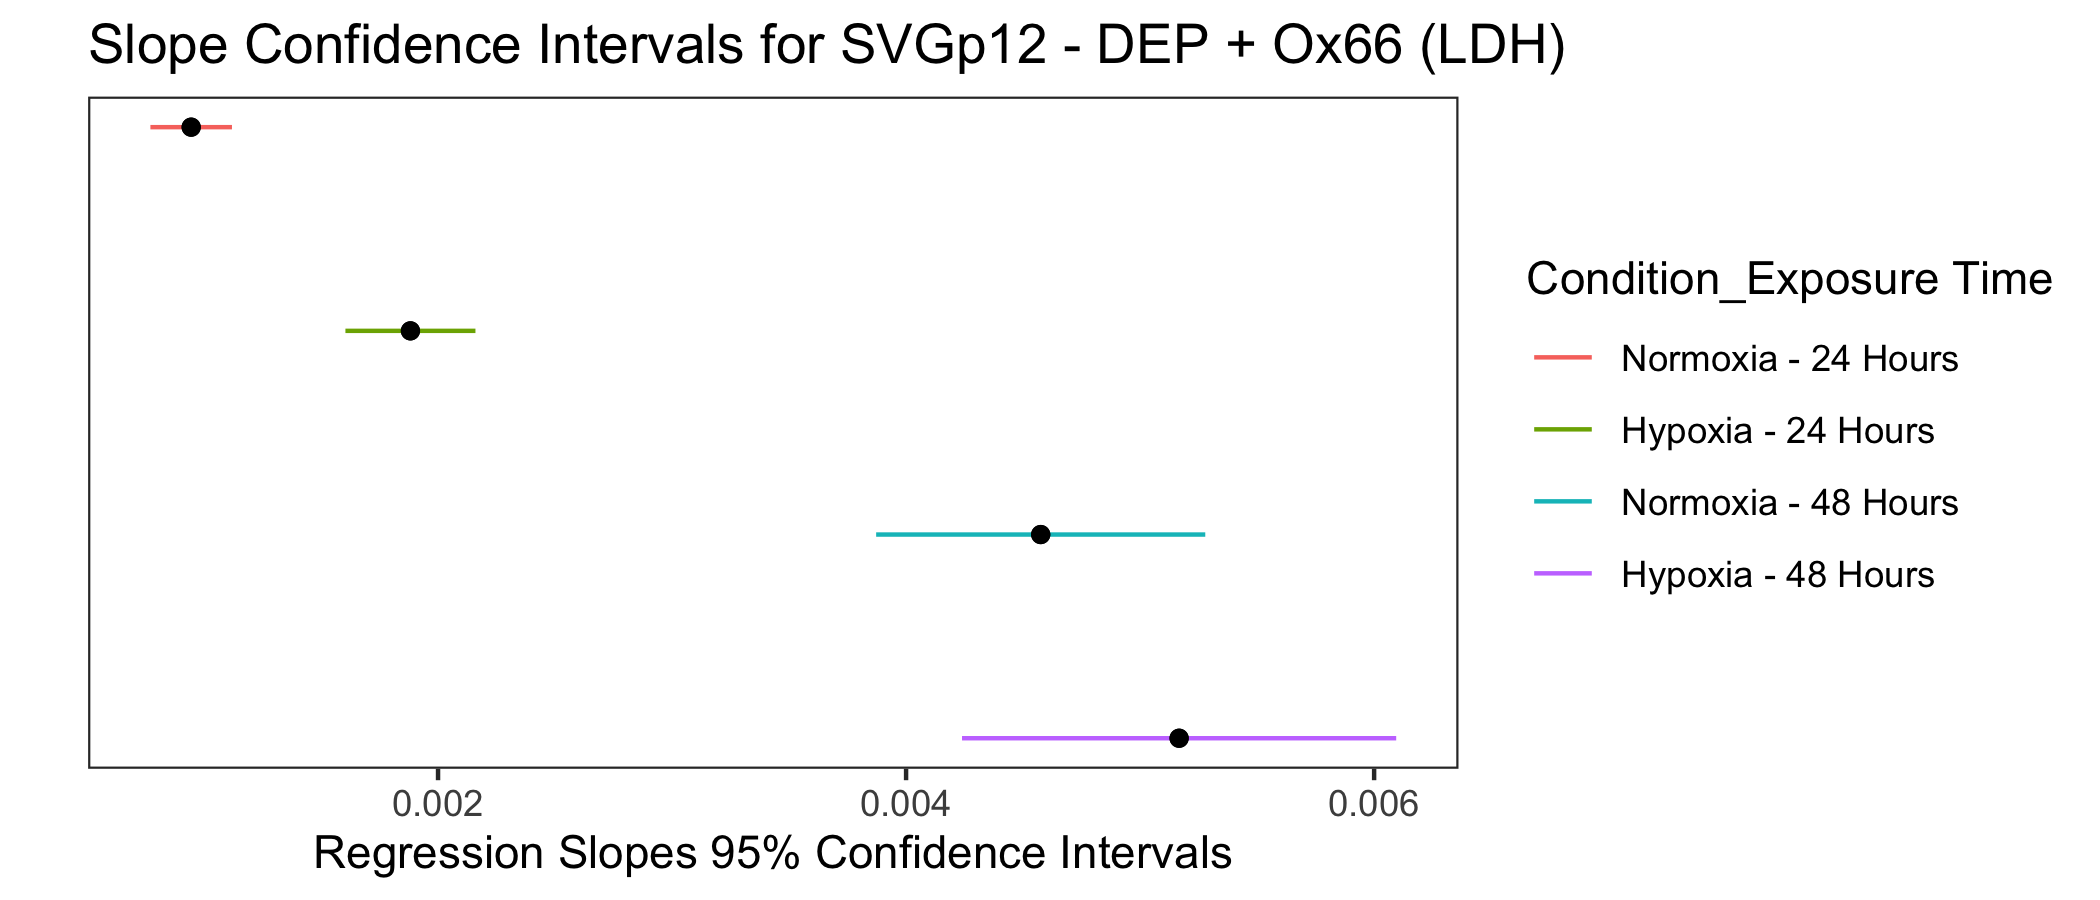 Slope Confidence Intervals for SVGp12 - DEP + Ox66 (LDH)
Condition_Exposure Time
Normoxia - 24 Hours
Hypoxia - 24 Hours
Normoxia - 48 Hours
Hypoxia - 48 Hours
0.002 0.004 0.006
Regression Slopes 95% Confidence Intervals